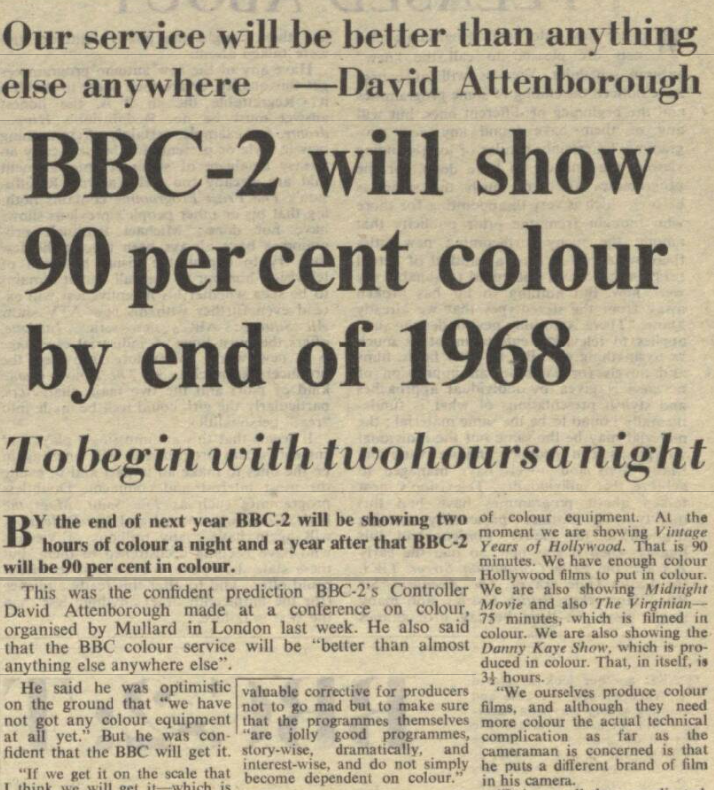 Our service will be better than anything
else anywhere —David Attenborough
BBC-2 will show
90 per cent colour
by end of 1968
To begin with two hours a night
BY the end of next year BBC-2 will be showing two
hours of colour a night and a year after that BBC-2
will be 90 per cent in colour.
This was the confident prediction BBC-2's Controller
David Attenborough made at a conference on colour,
organised by Mullard in London last week. He also said
that the BBC colour service will be "better than almost
anything else anywhere else".
He said he was optimistic
on the ground that "we have
not got any colour equipment
at all yet." But he was con-
fident that the BBC will get it.
"If we get it on the scale that
I think we will get it—which is
valuable corrective for producers
not to go mad but to make sure
that the programmes themselves
"are jolly good programmes,
story-wise, dramatically, and
interest-wise, and do not simply
become dependent on colour."
of colour equipment. At the
moment we are showing Vintage
Years of Hollywood. That is 90
minutes. We have enough colour
Hollywood films to put in colour.
We are also showing Midnight
Movie and also The Virginian—
75 minutes, which is filmed in
colour. We are also showing the
Danny Kaye Show, which is pro-
duced in colour. That, in itself, is
3½ hours.
"We ourselves produce colour
films, and although they need
more colour the actual technical
complication as far as the
cameraman is concerned is that
he puts a different brand of film
in his camera.